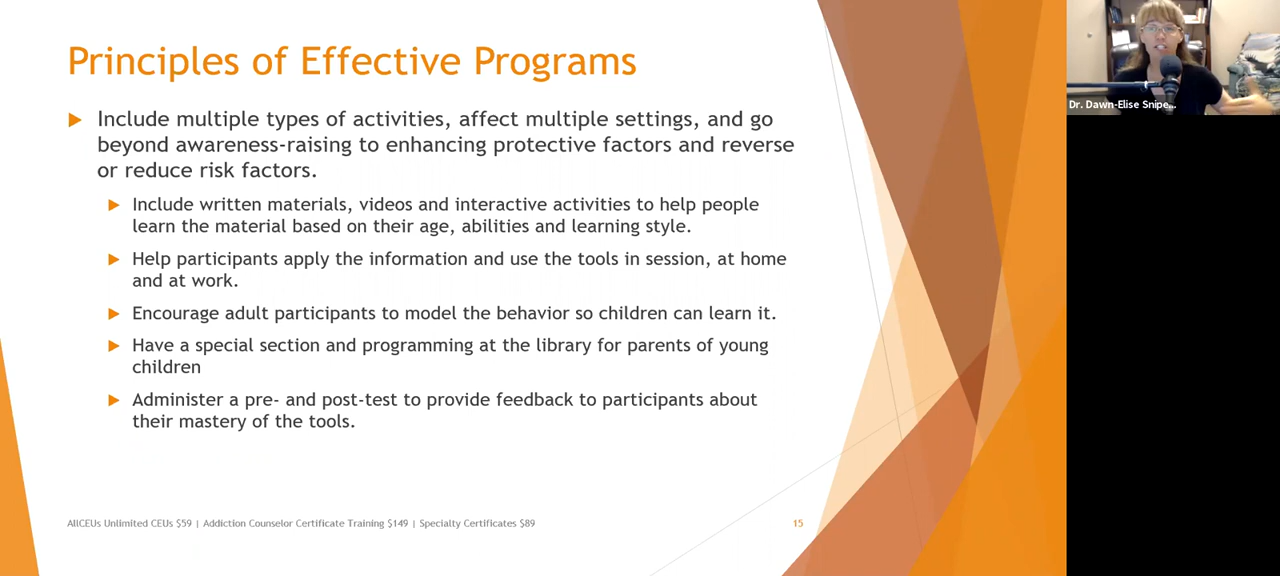 Principles of Effective Programs
Include multiple types of activities, affect multiple settings, and go
beyond awareness-raising to enhancing protective factors and reverse
or reduce risk factors.
Include written materials, videos and interactive activities to help people
learn the material based on their age, abilities and learning style.
Help participants apply the information and use the tools in session, at home
and at work.
Encourage adult participants to model the behavior so children can learn it.
Have a special section and programming at the library for parents of young
children
Administer a pre- and post-test to provide feedback to participants about
their mastery of the tools.
AllCEUs Unlimited CEUs $59 | Addiction Counselor Certificate Training $149 | Specialty Certificates $89
15
Dr. Dawn-Elise Snipe...